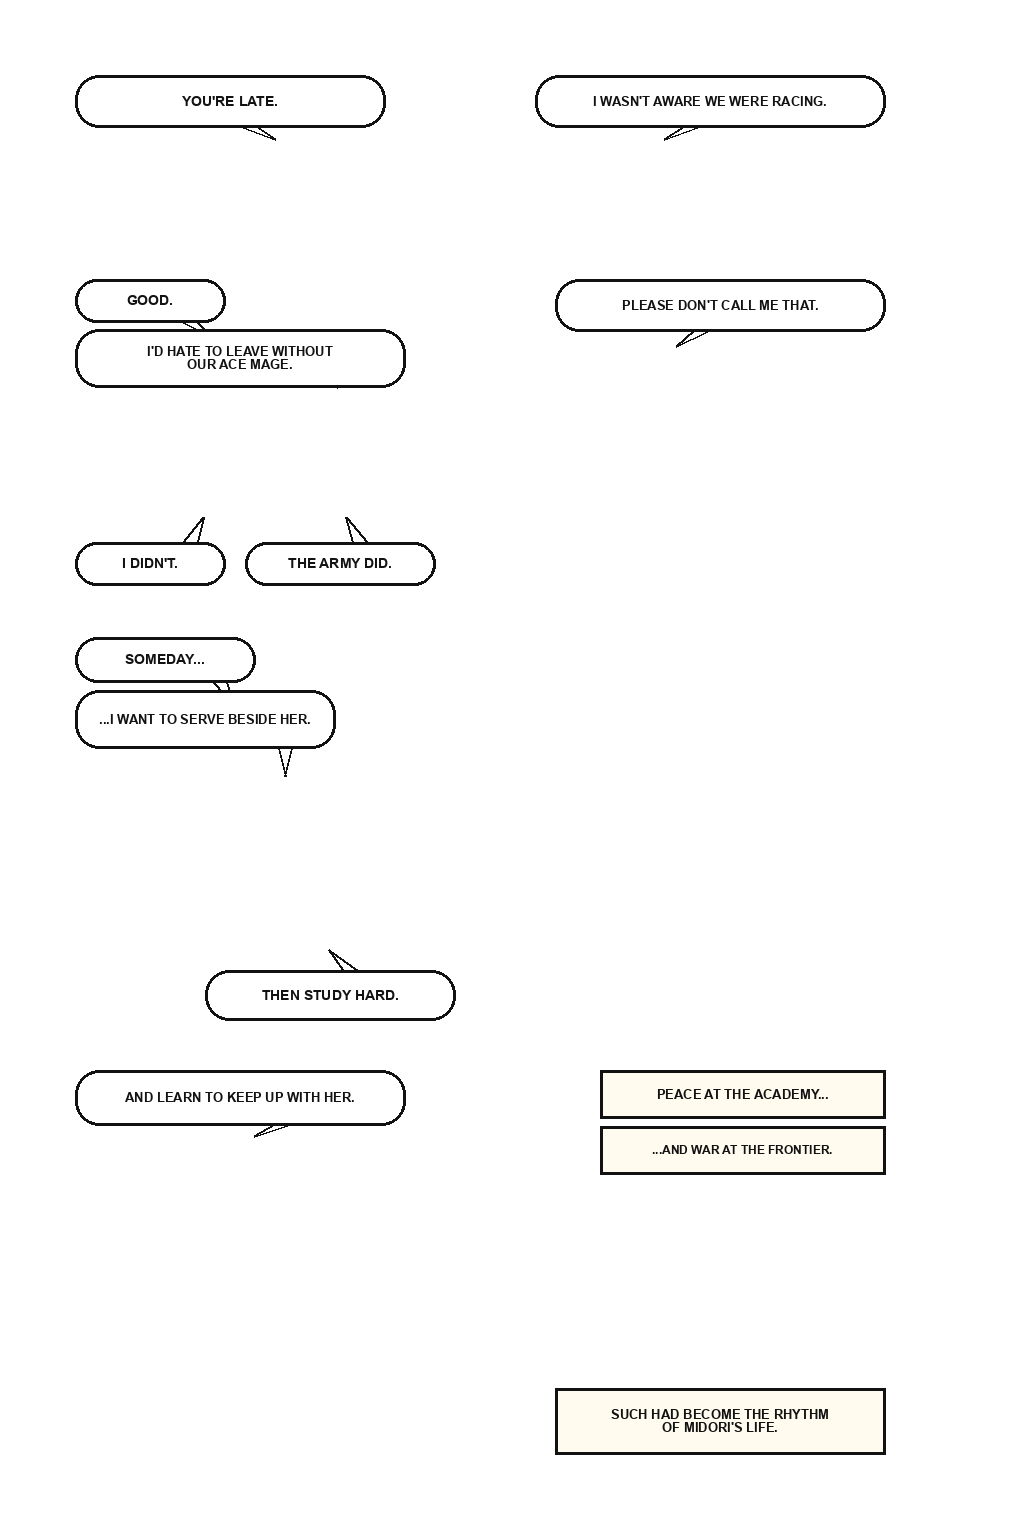 YOU'RE LATE.
I WASN'T AWARE WE WERE RACING.
GOOD.
I'D HATE TO LEAVE WITHOUT
OUR ACE MAGE.
PLEASE DON'T CALL ME THAT.
I DIDN'T.
THE ARMY DID.
SOMEDAY...
...I WANT TO SERVE BESIDE HER.
THEN STUDY HARD.
AND LEARN TO KEEP UP WITH HER.
PEACE AT THE ACADEMY...
...AND WAR AT THE FRONTIER.
SUCH HAD BECOME THE RHYTHM
OF MIDORI'S LIFE.